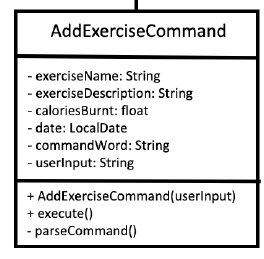 AddExerciseCommand
- exerciseName: String
- exerciseDescription: String
- caloriesBurnt: float
- date: LocalDate
- commandWord: String
- userInput: String
+ AddExerciseCommand(userInput)
+ execute()
- parseCommand()